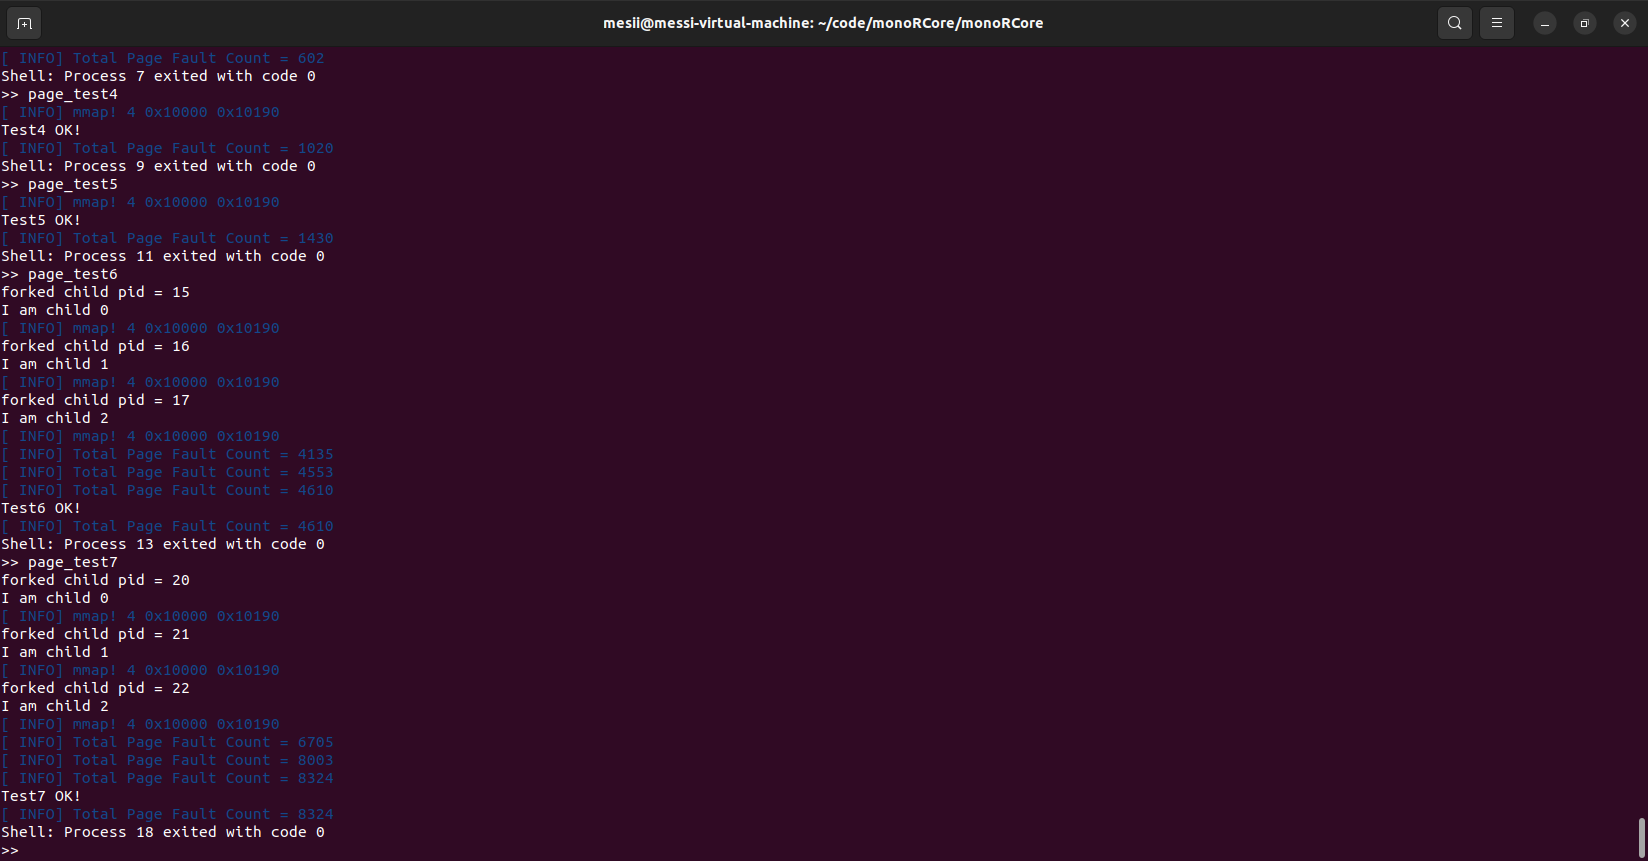 mesii@messi-virtual-machine: ~/code/monoRCore/monoRCore
[ INFO] Total Page Fault Count = 602
Shell: Process 7 exited with code 0
>> page_test4
[ INFO] mmap! 4 0x10000 0x10190
Test4 OK!
[ INFO] Total Page Fault Count = 1020
Shell: Process 9 exited with code 0
>> page_test5
[ INFO] mmap! 4 0x10000 0x10190
Test5 OK!
[ INFO] Total Page Fault Count = 1430
Shell: Process 11 exited with code 0
>> page_test6
forked child pid = 15
I am child 0
[ INFO] mmap! 4 0x10000 0x10190
forked child pid = 16
I am child 1
[ INFO] mmap! 4 0x10000 0x10190
forked child pid = 17
I am child 2
[ INFO] mmap! 4 0x10000 0x10190
[ INFO] Total Page Fault Count = 4135
[ INFO] Total Page Fault Count = 4553
[ INFO] Total Page Fault Count = 4610
Test6 OK!
[ INFO] Total Page Fault Count = 4610
Shell: Process 13 exited with code 0
>> page_test7
forked child pid = 20
I am child 0
[ INFO] mmap! 4 0x10000 0x10190
forked child pid = 21
I am child 1
[ INFO] mmap! 4 0x10000 0x10190
forked child pid = 22
I am child 2
[ INFO] mmap! 4 0x10000 0x10190
[ INFO] Total Page Fault Count = 6705
[ INFO] Total Page Fault Count = 8003
[ INFO] Total Page Fault Count = 8324
Test7 OK!
[ INFO] Total Page Fault Count = 8324
Shell: Process 18 exited with code 0
>>